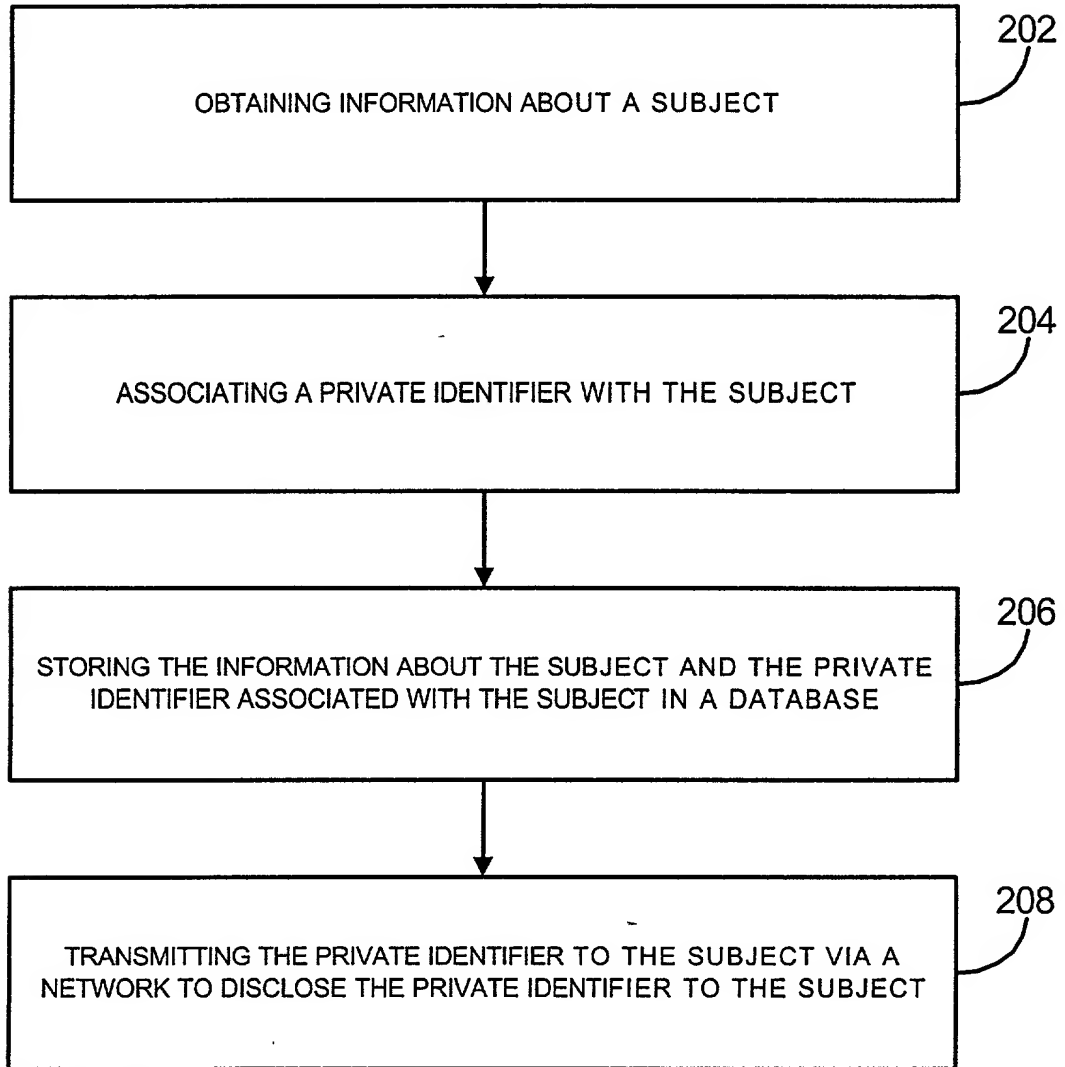 202
OBTAINING INFORMATION ABOUT A SUBJECT
204
ASSOCIATING A PRIVATE IDENTIFIER WITH THE SUBJECT
206
STORING THE INFORMATION ABOUT THE SUBJECT AND THE PRIVATE
IDENTIFIER ASSOCIATED WITH THE SUBJECT IN A DATABASE
208
TRANSMITTING THE PRIVATE IDENTIFIER TO THE SUBJECT VIA A
NETWORK TO DISCLOSE THE PRIVATE IDENTIFIER TO THE SUBJECT